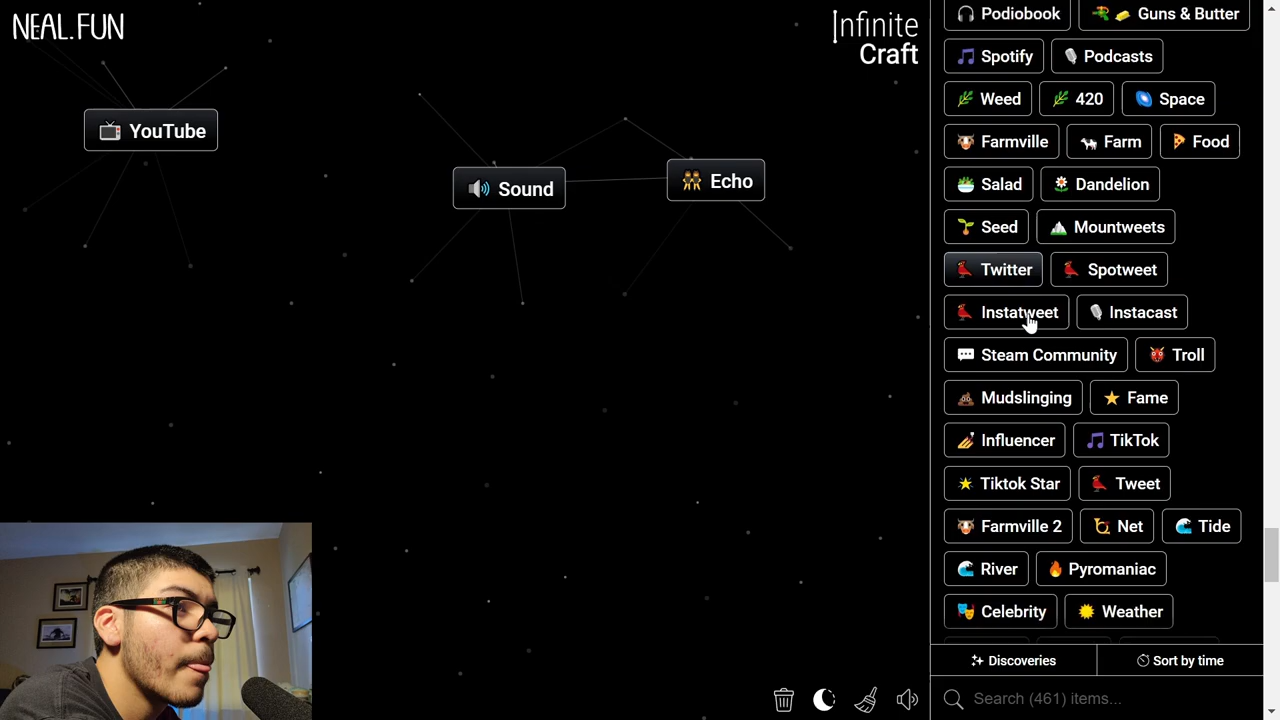 NEAL.FUN
Infinite
Craft
YouTube
Sound
Echo
Podiobook
Guns & Butter
Spotify
Podcasts
Weed
420
Space
Farmville
Farm
Food
Salad
Dandelion
Seed
Mountweets
Twitter
Spotweet
Instatweet
Instacast
Steam Community
Troll
Mudslinging
Fame
Influencer
TikTok
Tiktok Star
Tweet
Farmville 2
Net
Tide
River
Pyromaniac
Celebrity
Weather
Discoveries
Sort by time
Search (461) items...